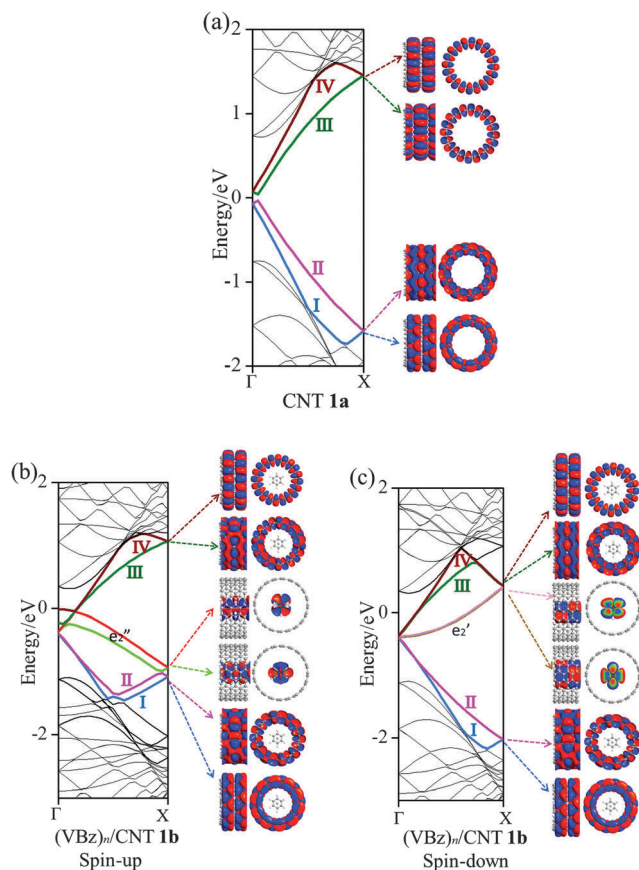 (a)
2
1
0
-1
-2
Energy/eV
IV
III
II
I
Γ X
CNT 1a
(b)
2
0
-2
Energy/eV
IV
III
e₂"
II
I
Γ X
(VBz)n/CNT 1b
Spin-up
(c)
2
0
-2
Energy/eV
IV
III
e₂'
II
I
Γ X
(VBz)n/CNT 1b
Spin-down